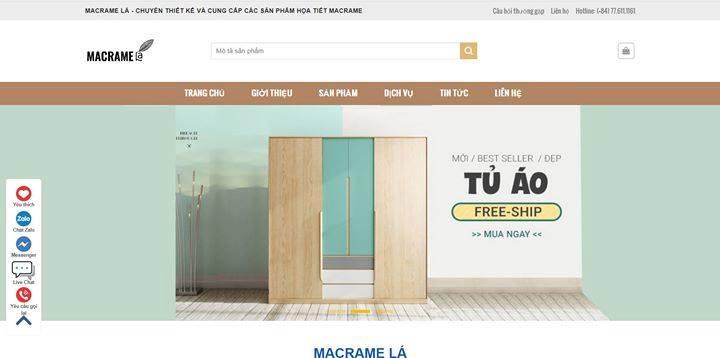 MACRAME LÁ - CHUYÊN THIẾT KẾ VÀ CUNG CẤP CÁC SẢN PHẨM HỌA TIẾT MACRAME
Câu hỏi thường gặp Liên hệ Hotline: (+84) 77.611.1161
MACRAME lá
Mô tả sản phẩm
TRANG CHỦ GIỚI THIỆU SẢN PHẨM DỊCH VỤ TIN TỨC LIÊN HỆ
MỚI / BEST SELLER / ĐẸP
TỦ ÁO
FREE-SHIP
>> MUA NGAY <<
Yêu thích
Zalo
Chat Zalo
Messenger
Live Chat
Yêu cầu gọi
lại
MACRAME LÁ